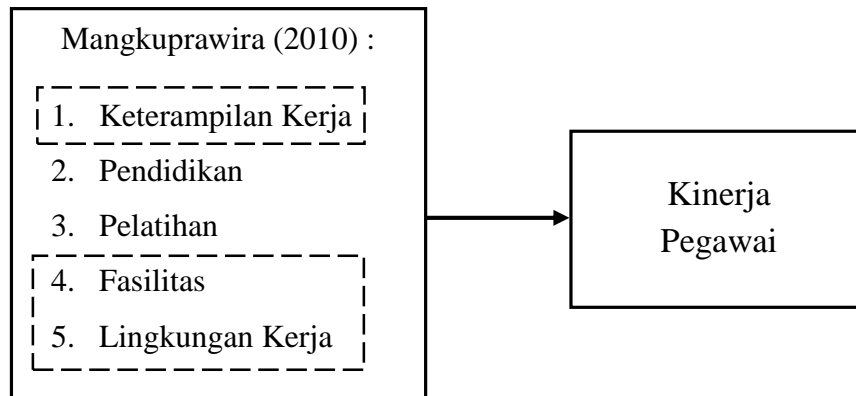 Mangkuprawira (2010) :
1. Keterampilan Kerja
2. Pendidikan
3. Pelatihan
4. Fasilitas
5. Lingkungan Kerja
Kinerja
Pegawai